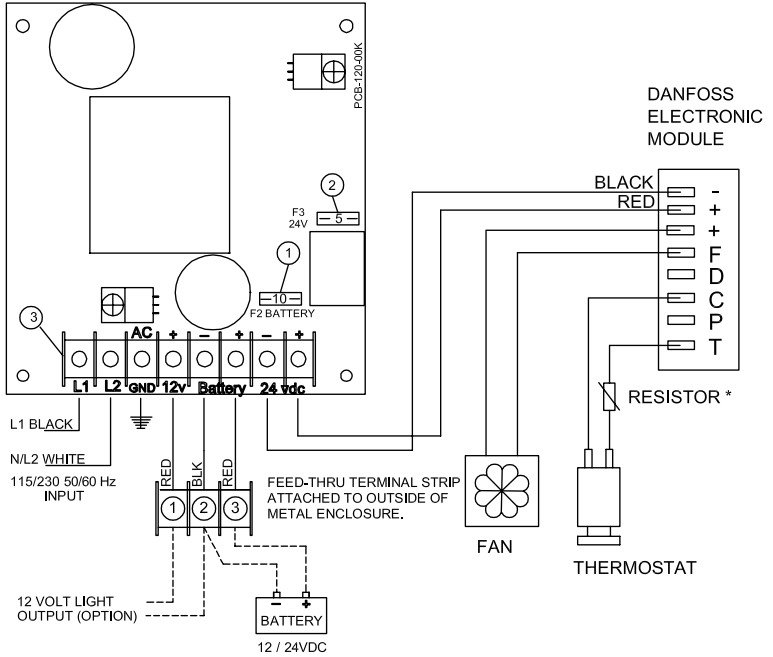 PCB-120-00K
DANFOSS
ELECTRONIC
MODULE
2
F3
24V
5
1
10
F2 BATTERY
BLACK
RED
-
+
+
F
D
C
P
T
3
AC + – + – +
L1 L2 GND 12v Battery 24 vdc
L1 BLACK
N/L2 WHITE
115/230 50/60 Hz
INPUT
RED
BLK
RED
1 2 3
FEED-THRU TERMINAL STRIP
ATTACHED TO OUTSIDE OF
METAL ENCLOSURE.
RESISTOR *
FAN
THERMOSTAT
12 VOLT LIGHT
OUTPUT (OPTION)
– +
BATTERY
12 / 24VDC